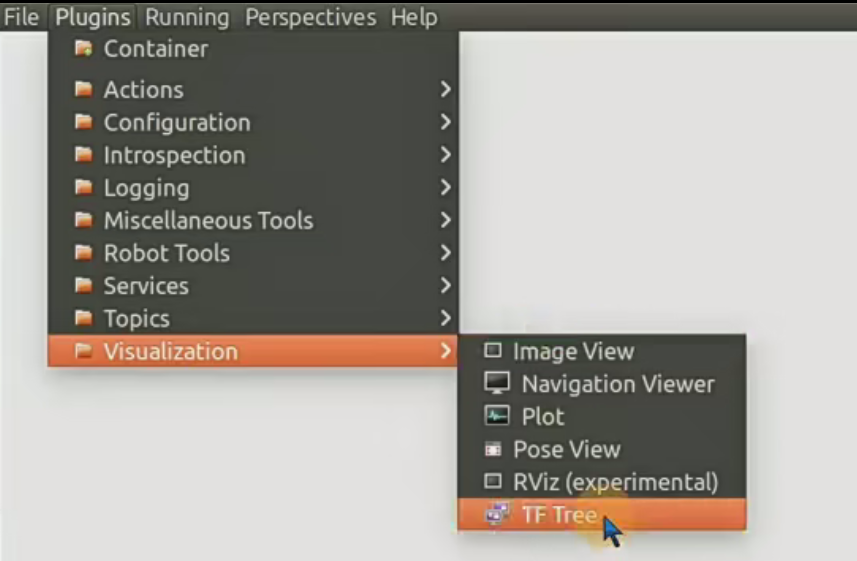 File Plugins Running Perspectives Help
Container
Actions
Configuration
Introspection
Logging
Miscellaneous Tools
Robot Tools
Services
Topics
Visualization
Image View
Navigation Viewer
Plot
Pose View
RViz (experimental)
TF Tree